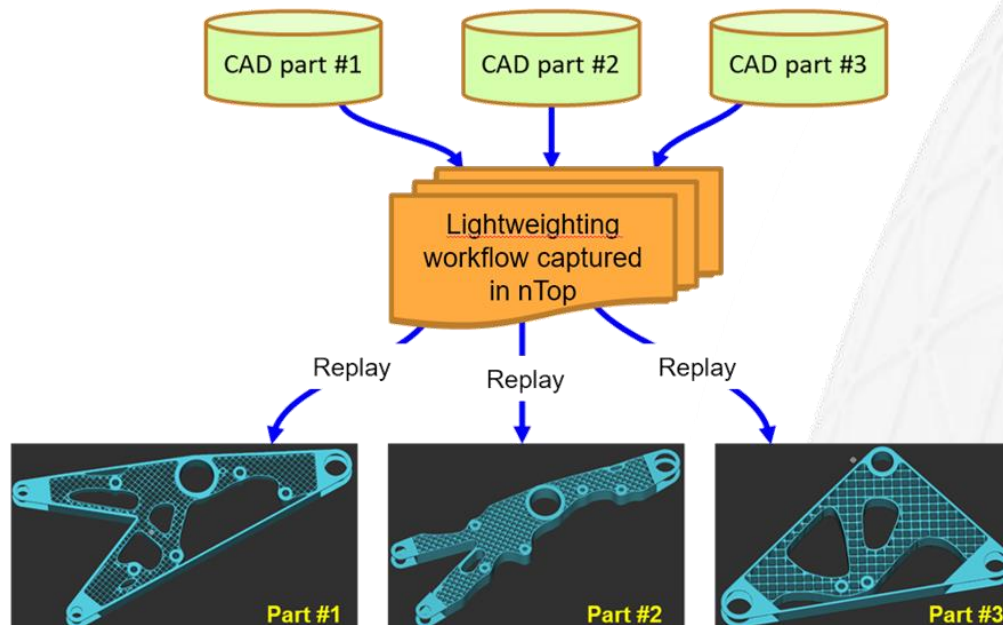 CAD part #1
CAD part #2
CAD part #3
Lightweighting
workflow captured
in nTop
Replay
Replay
Replay
Part #1
Part #2
Part #3